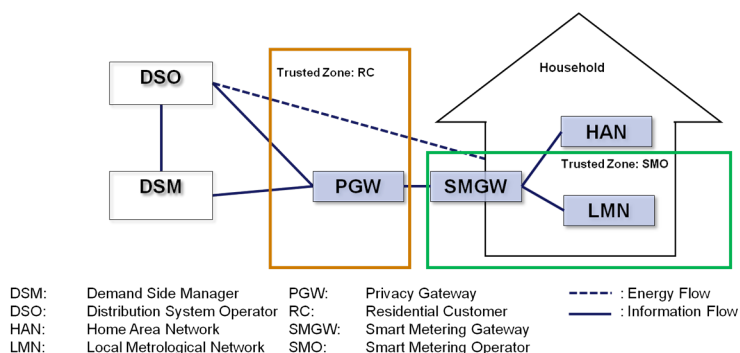 DSO
Trusted Zone: RC
Household
HAN
Trusted Zone: SMO
DSM
PGW
SMGW
LMN
DSM: Demand Side Manager PGW: Privacy Gateway : Energy Flow
DSO: Distribution System Operator RC: Residential Customer : Information Flow
HAN: Home Area Network SMGW: Smart Metering Gateway
LMN: Local Metrological Network SMO: Smart Metering Operator